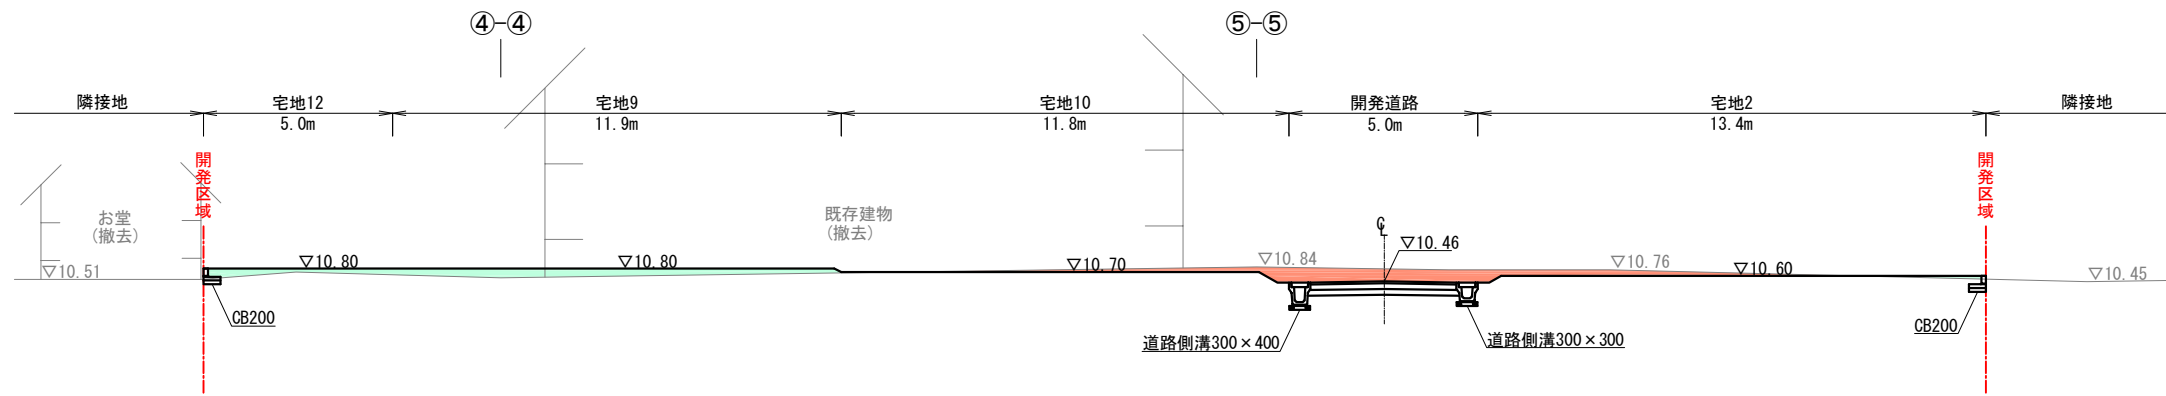 ④-④
⑤-⑤
隣接地
宅地12
宅地9
宅地10
開発道路
宅地2
隣接地
5.0m
11.9m
11.8m
5.0m
13.4m
開発区域
開発区域
お堂
(撤去)
既存建物
(撤去)
℄
▽10.46
▽10.51
▽10.80
▽10.80
▽10.70
▽10.84
▽10.76
▽10.60
▽10.45
CB200
CB200
道路側溝300×400
道路側溝300×300